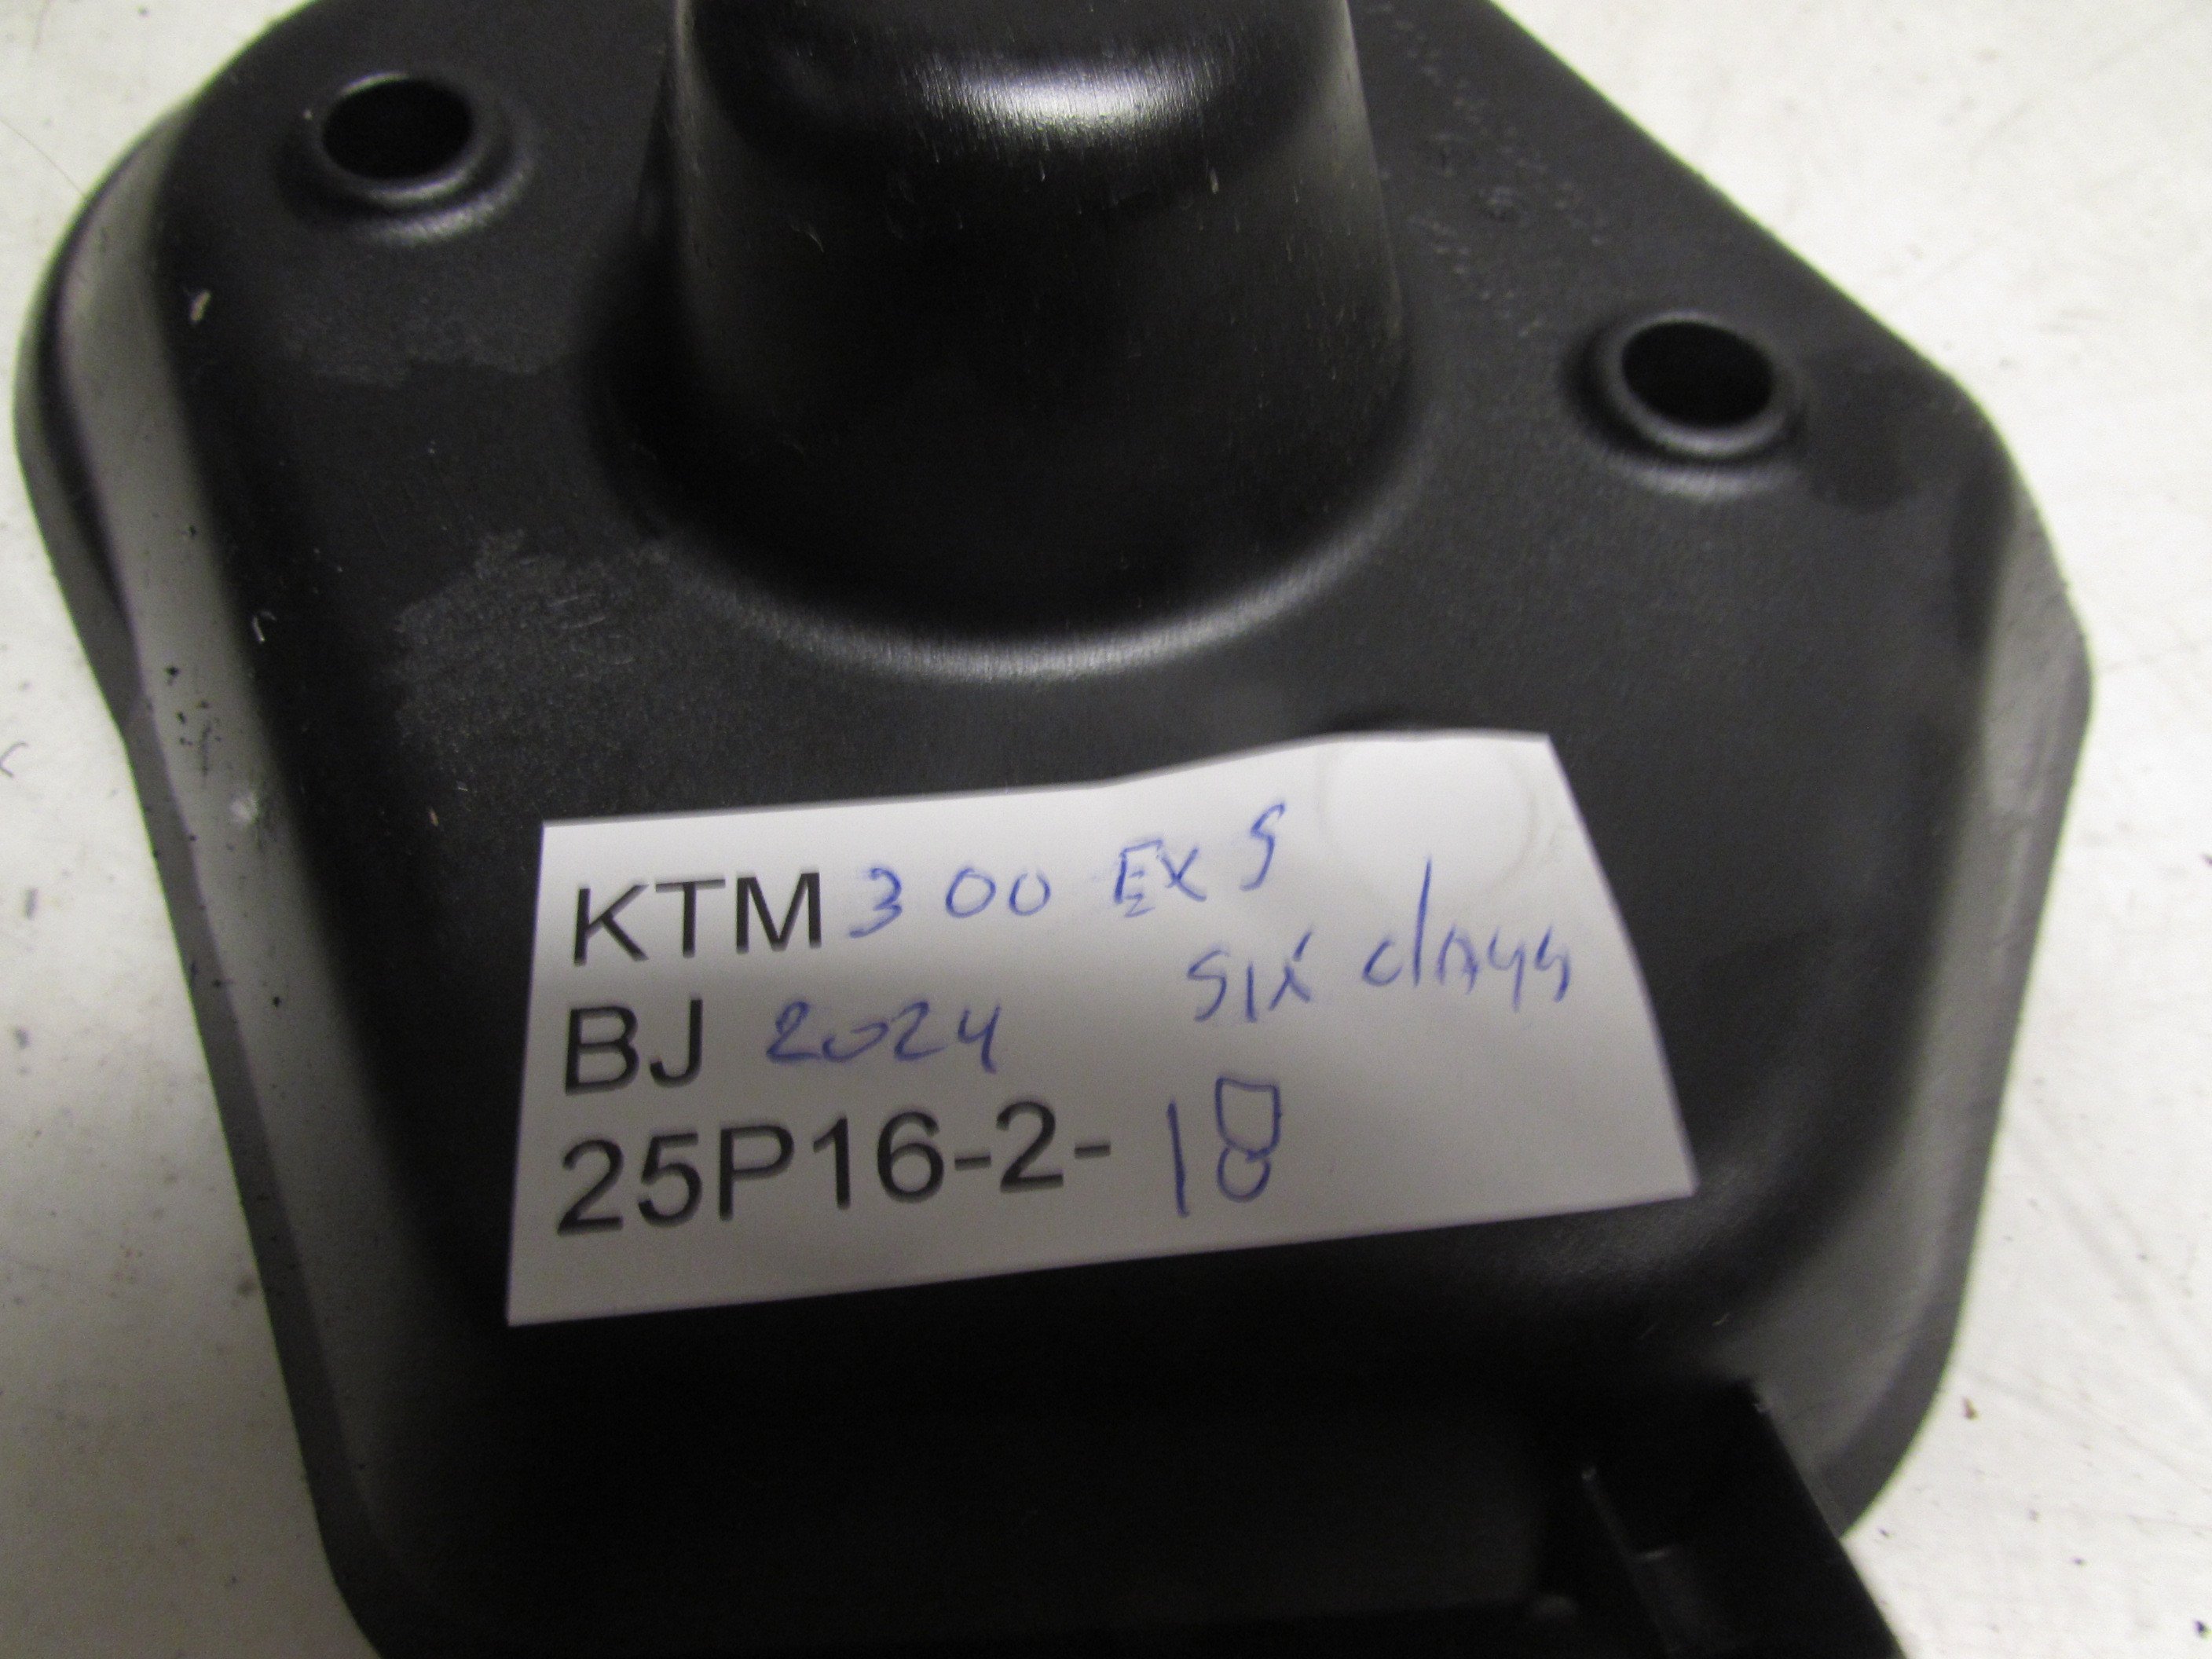 KTM 300 EXS
six days
BJ 2024
25P16-2-18